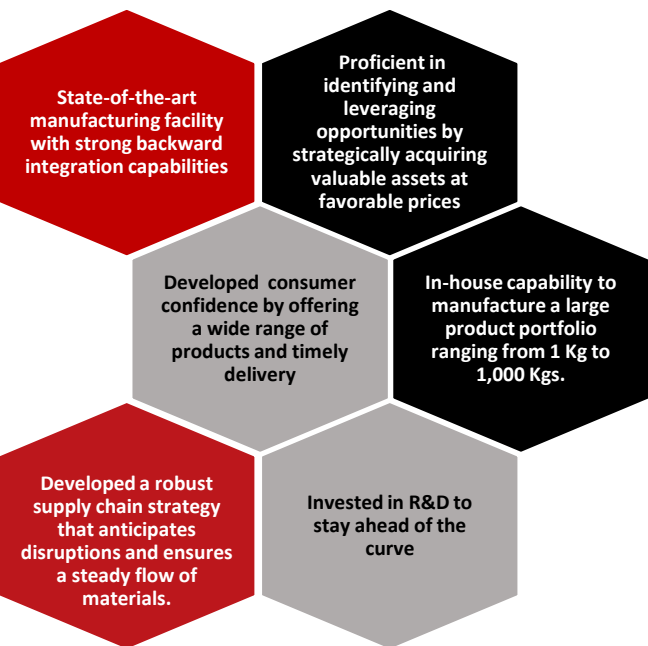 State-of-the-art
manufacturing facility
with strong backward
integration capabilities
Proficient in
identifying and
leveraging
opportunities by
strategically acquiring
valuable assets at
favorable prices
Developed  consumer
confidence by offering
a wide range of
products and timely
delivery
In-house capability to
manufacture a large
product portfolio
ranging from 1 Kg to
1,000 Kgs.
Developed a robust
supply chain strategy
that anticipates
disruptions and ensures
a steady flow of
materials.
Invested in R&D to
stay ahead of the
curve